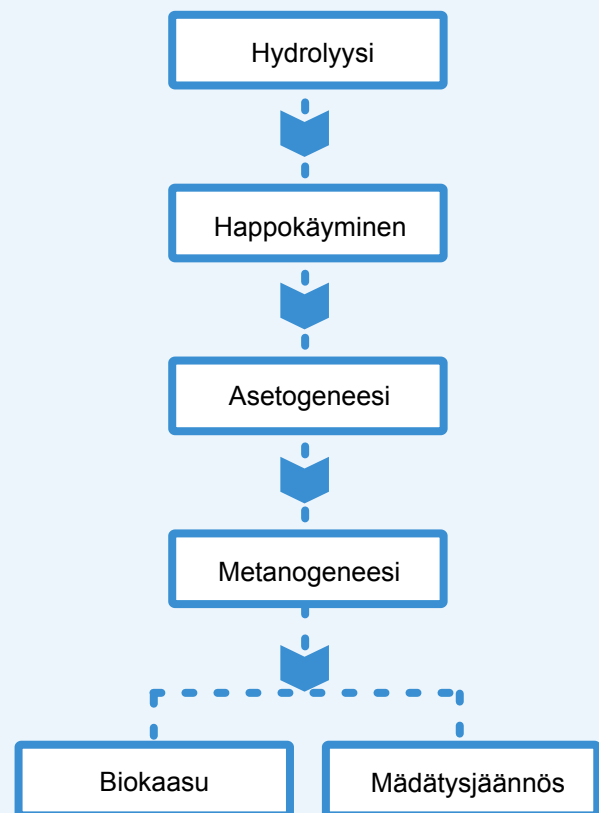 Hydrolyysi
Happokäyminen
Asetogeneesi
Metanogeneesi
Biokaasu
Mädätysjäännös